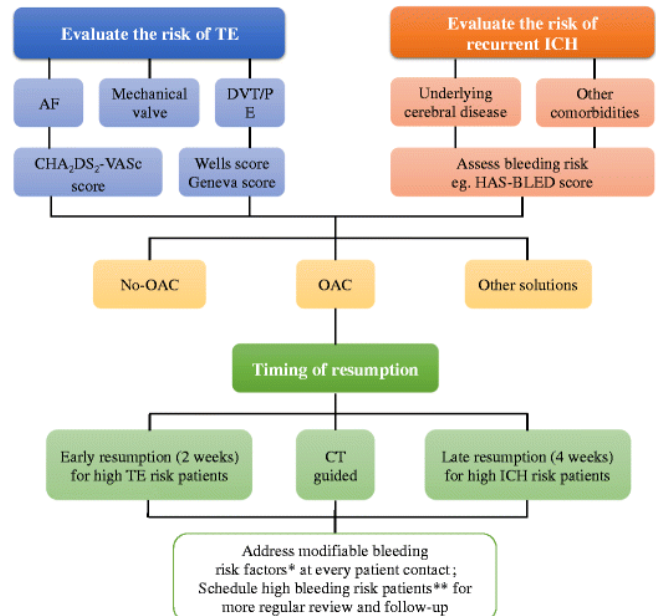 Evaluate the risk of TE
Evaluate the risk of
recurrent ICH
AF
Mechanical
valve
DVT/P
E
Underlying
cerebral disease
Other
comorbidities
CHA₂DS₂-VASc
score
Wells score
Geneva score
Assess bleeding risk
eg. HAS-BLED score
No-OAC
OAC
Other solutions
Timing of resumption
Early resumption (2 weeks)
for high TE risk patients
CT
guided
Late resumption (4 weeks)
for high ICH risk patients
Address modifiable bleeding
risk factors* at every patient contact ;
Schedule high bleeding risk patients** for
more regular review and follow-up